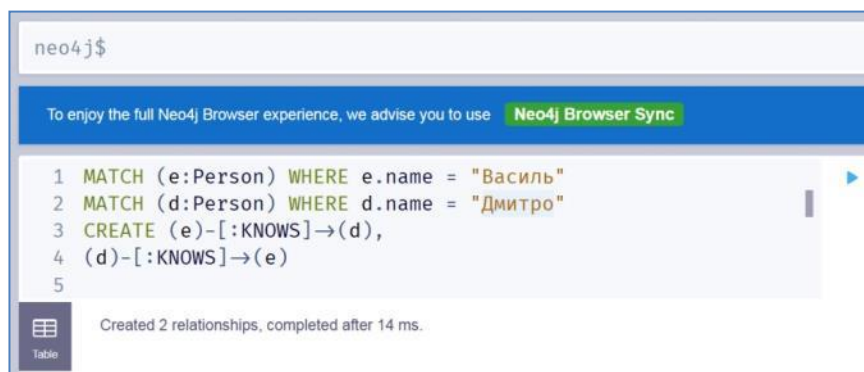 neo4j$
To enjoy the full Neo4j Browser experience, we advise you to use Neo4j Browser Sync
1 MATCH (e:Person) WHERE e.name = "Василь"
2 MATCH (d:Person) WHERE d.name = "Дмитро"
3 CREATE (e)-[:KNOWS]→(d),
4 (d)-[:KNOWS]→(e)
5
Created 2 relationships, completed after 14 ms.
Table